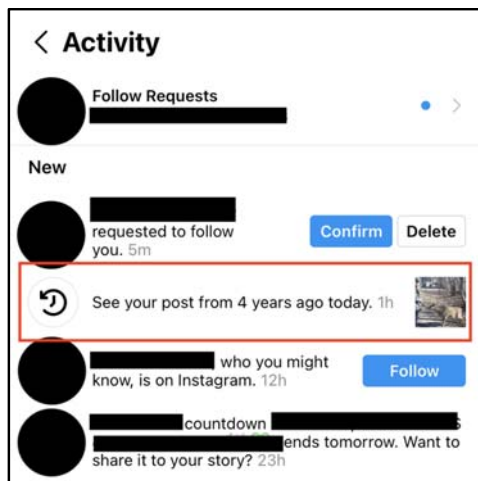 Activity
Follow Requests
New
requested to follow
you. 5m
Confirm
Delete
See your post from 4 years ago today. 1h
who you might
know, is on Instagram. 12h
Follow
countdown
ends tomorrow. Want to
share it to your story? 23h